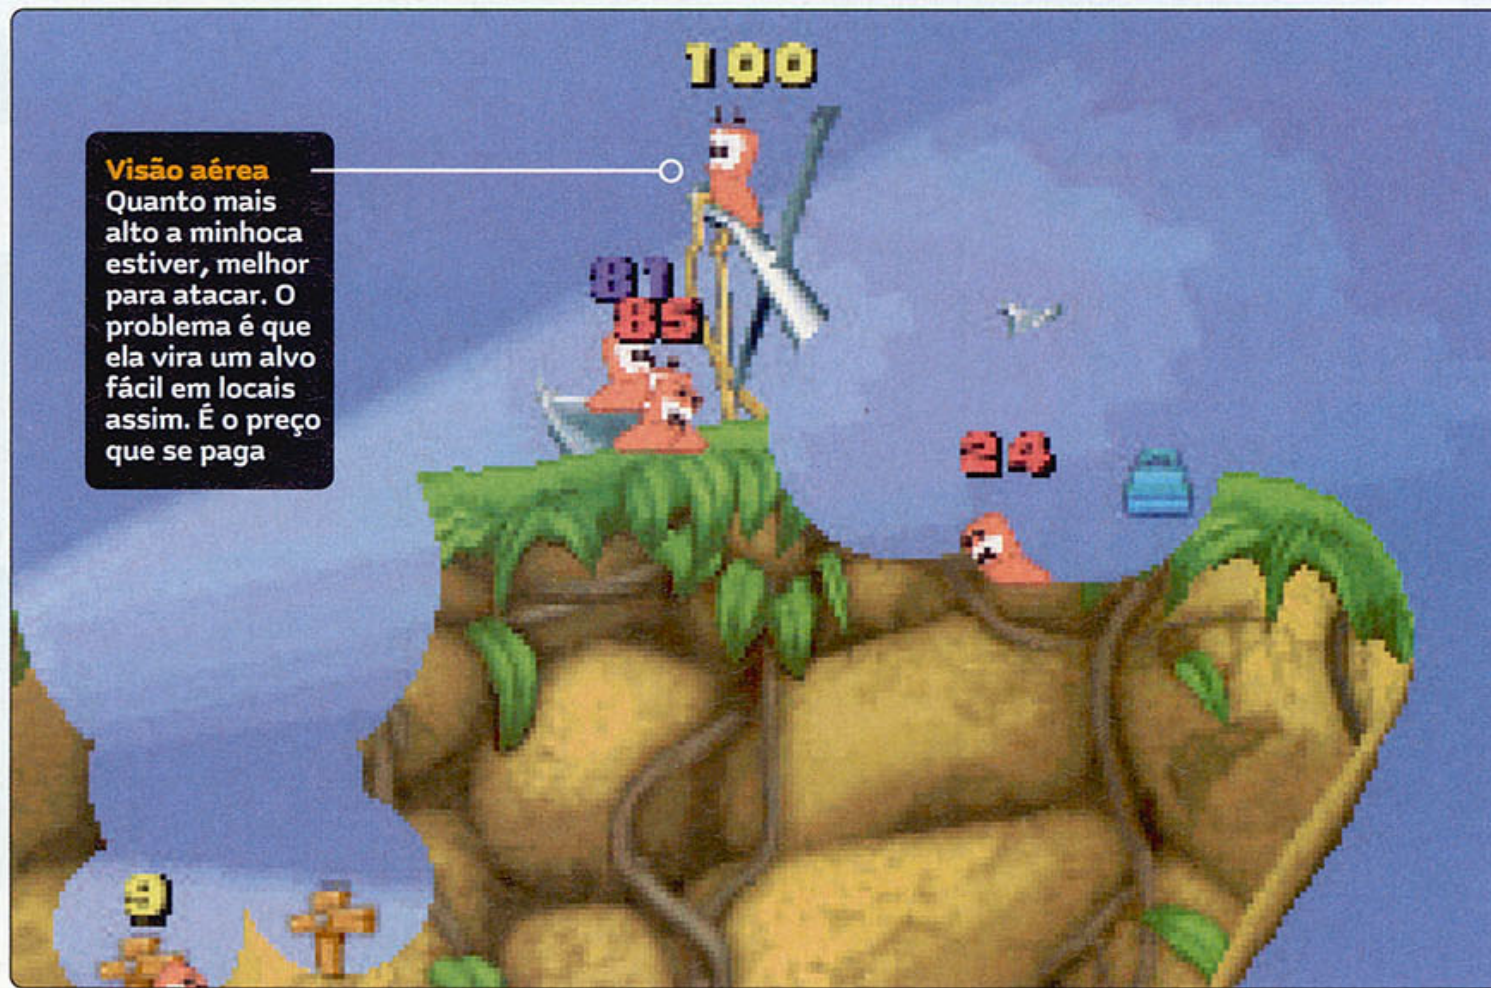 100
Visão aérea
Quanto mais
alto a minhoca
estiver, melhor
para atacar. O
problema é que
ela vira um alvo
fácil em locais
assim. É o preço
que se paga
81
85
24
9